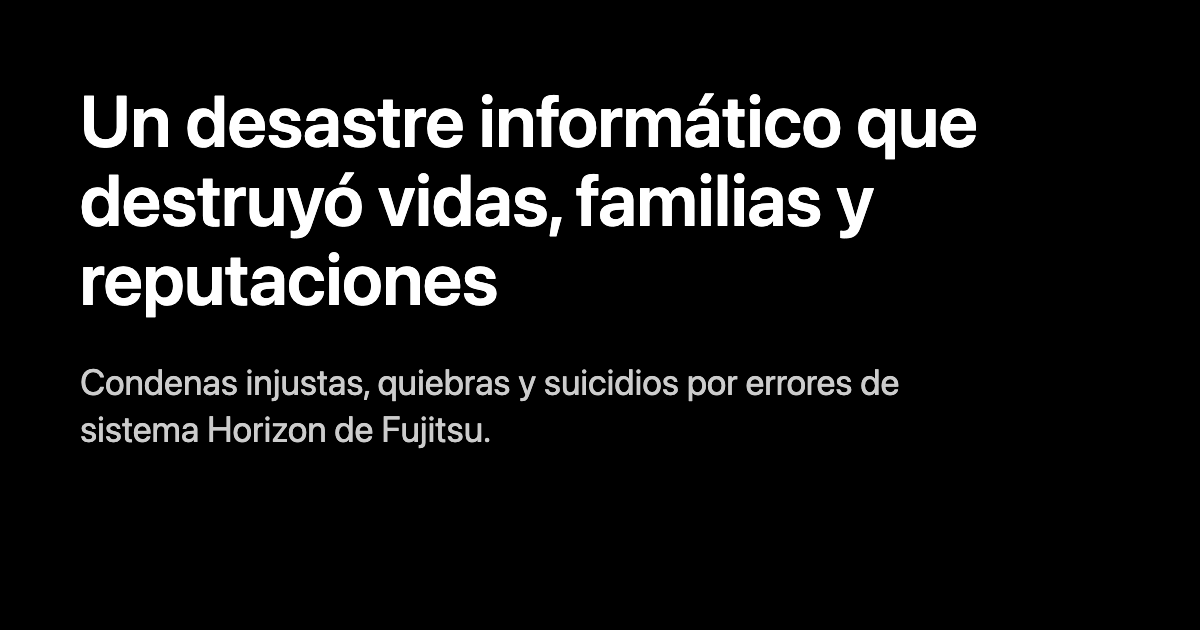 Un desastre informático que
destruyó vidas, familias y
reputaciones
Condenas injustas, quiebras y suicidios por errores de
sistema Horizon de Fujitsu.